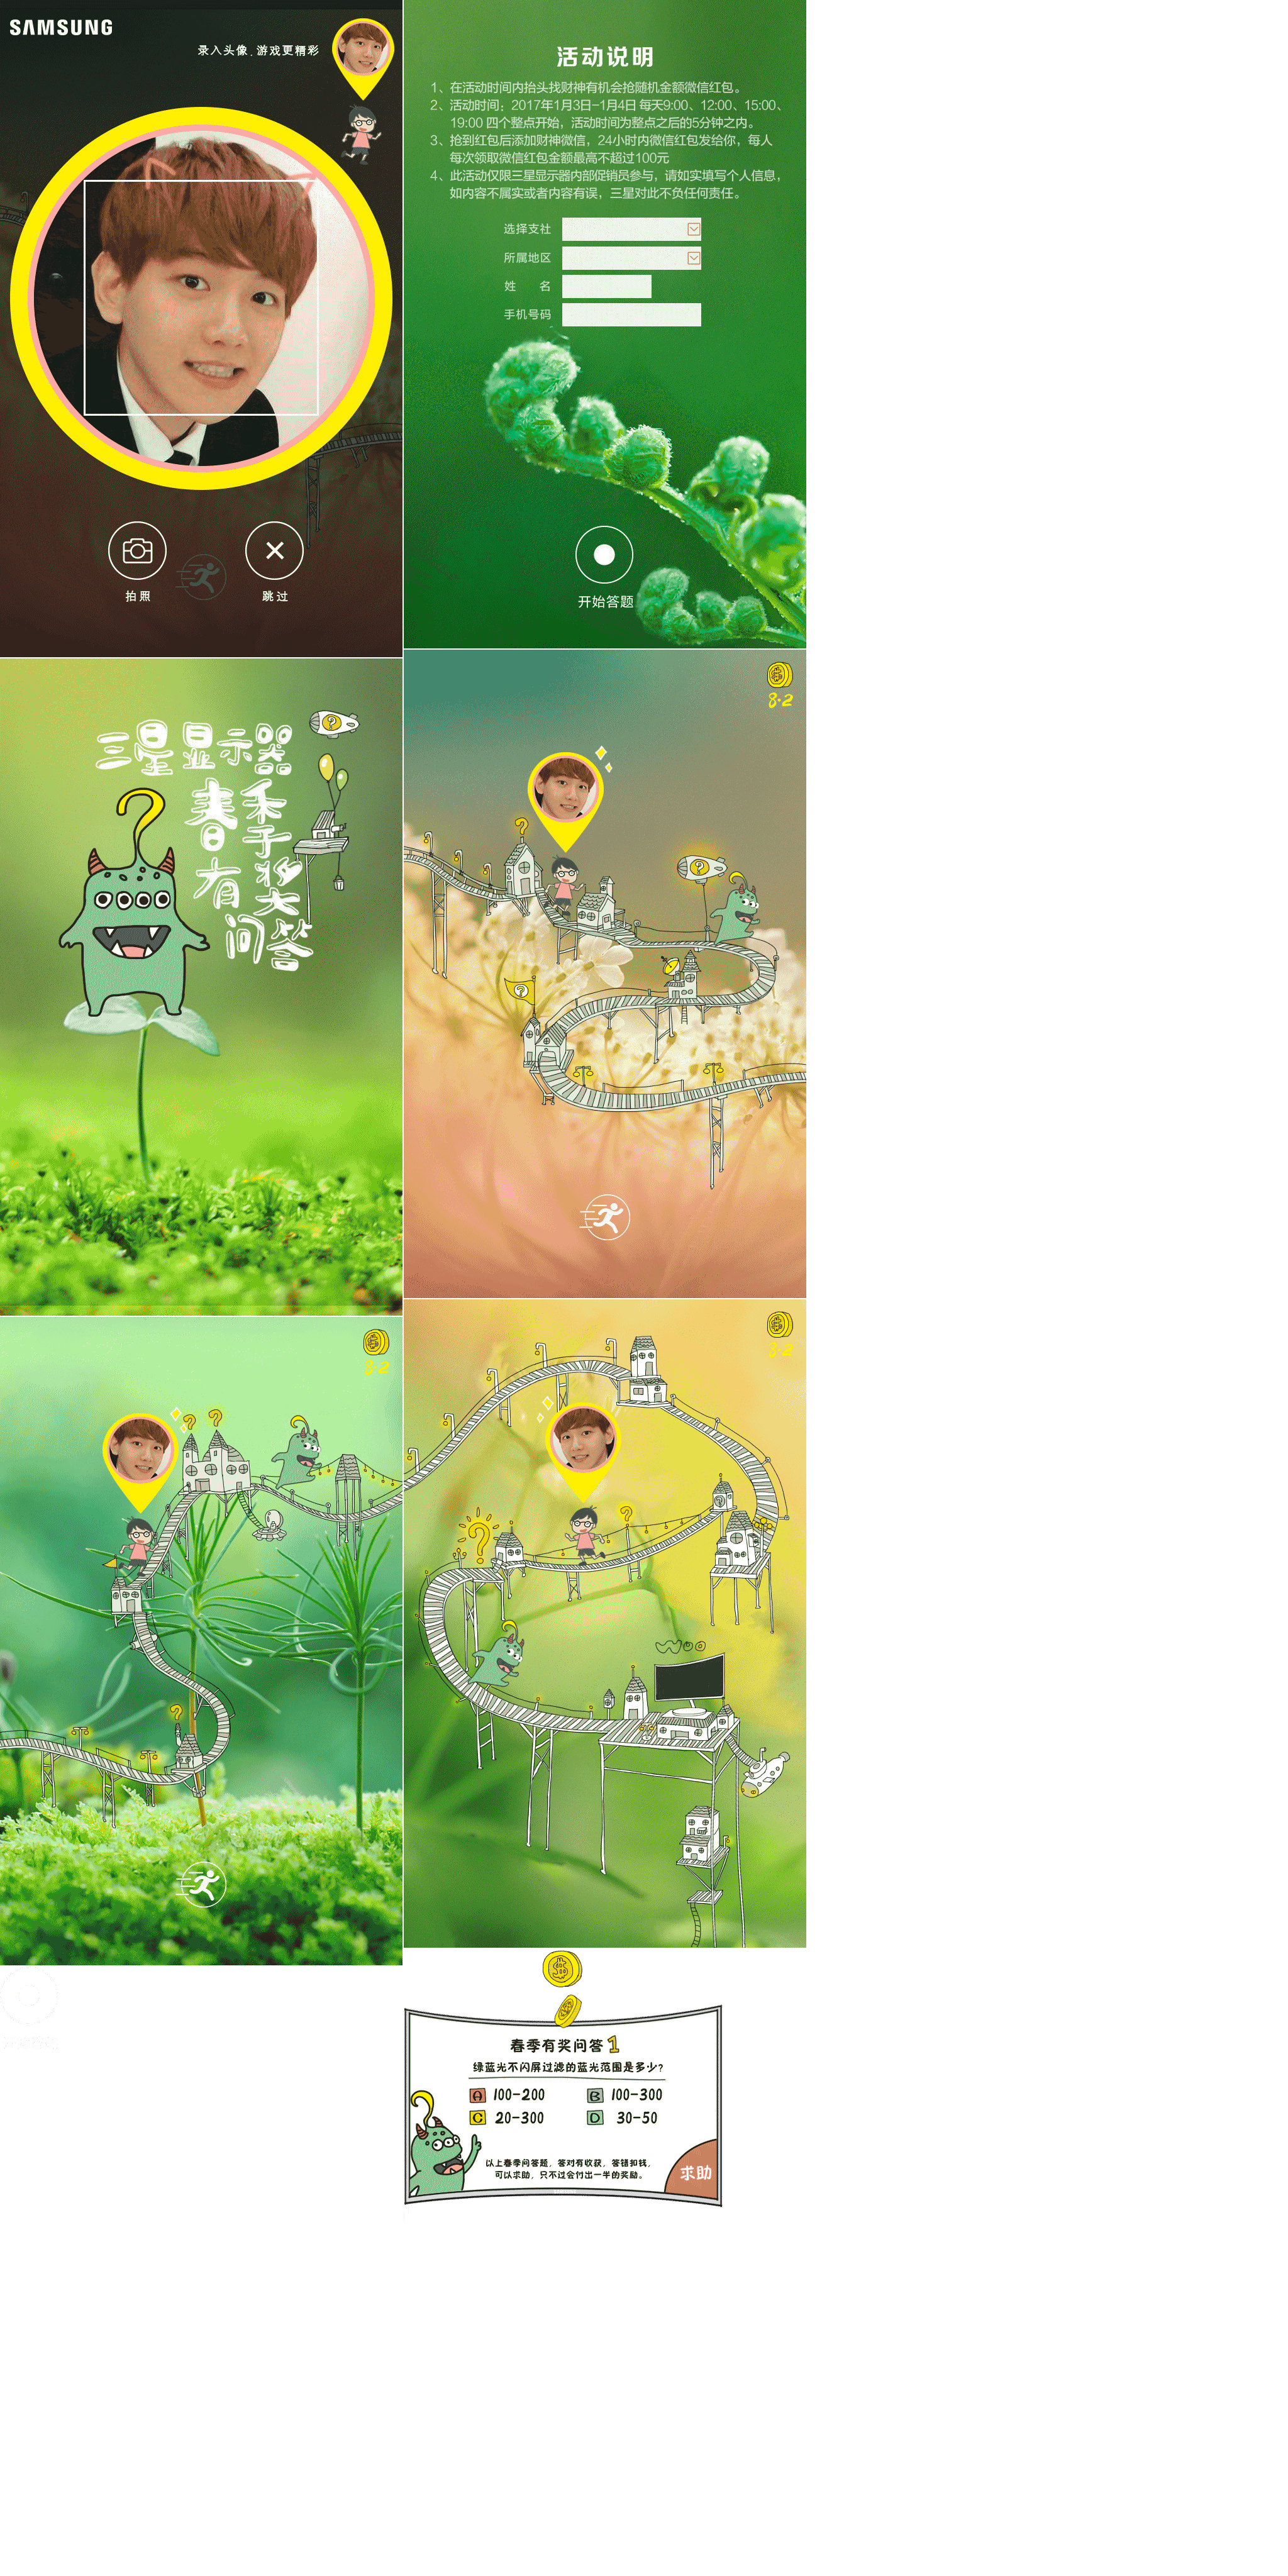 SAMSUNG
录入头像,游戏更精彩
拍照
跳过
活动说明
1、在活动时间内抬头找财神有机会抢随机金额微信红包。
2、活动时间：2017年1月3日-1月4日 每天9:00、12:00、15:00、
19:00 四个整点开始，活动时间为整点之后的5分钟之内。
3、抢到红包后添加财神微信，24小时内微信红包发给你，每人
每次领取微信红包金额最高不超过100元
4、此活动仅限三星显示器内部促销员参与，请如实填写个人信息，
如内容不属实或者内容有误，三星对此不负任何责任。
选择支社
所属地区
姓 名
手机号码
开始答题
三星显示器
春季
有奖
问答
8·2
8·2
8·2
woo
春季有奖问答1
绿蓝光不闪屏过滤的蓝光范围是多少?
A 100-200
B 100-300
C 20-300
D 30-50
以上春季问答题，答对有收获，答错扣钱，
可以求助，只不过会付出一半的奖励。
求助